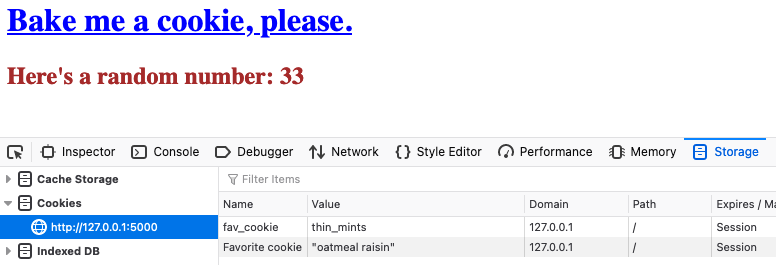 Bake me a cookie, please.
Here's a random number: 33
Inspector Console Debugger Network Style Editor Performance Memory Storage
Cache Storage
Filter Items
Cookies
Name Value Domain Path Expires / Ma
http://127.0.0.1:5000
fav_cookie thin_mints 127.0.0.1 / Session
Favorite cookie "oatmeal raisin" 127.0.0.1 / Session
Indexed DB